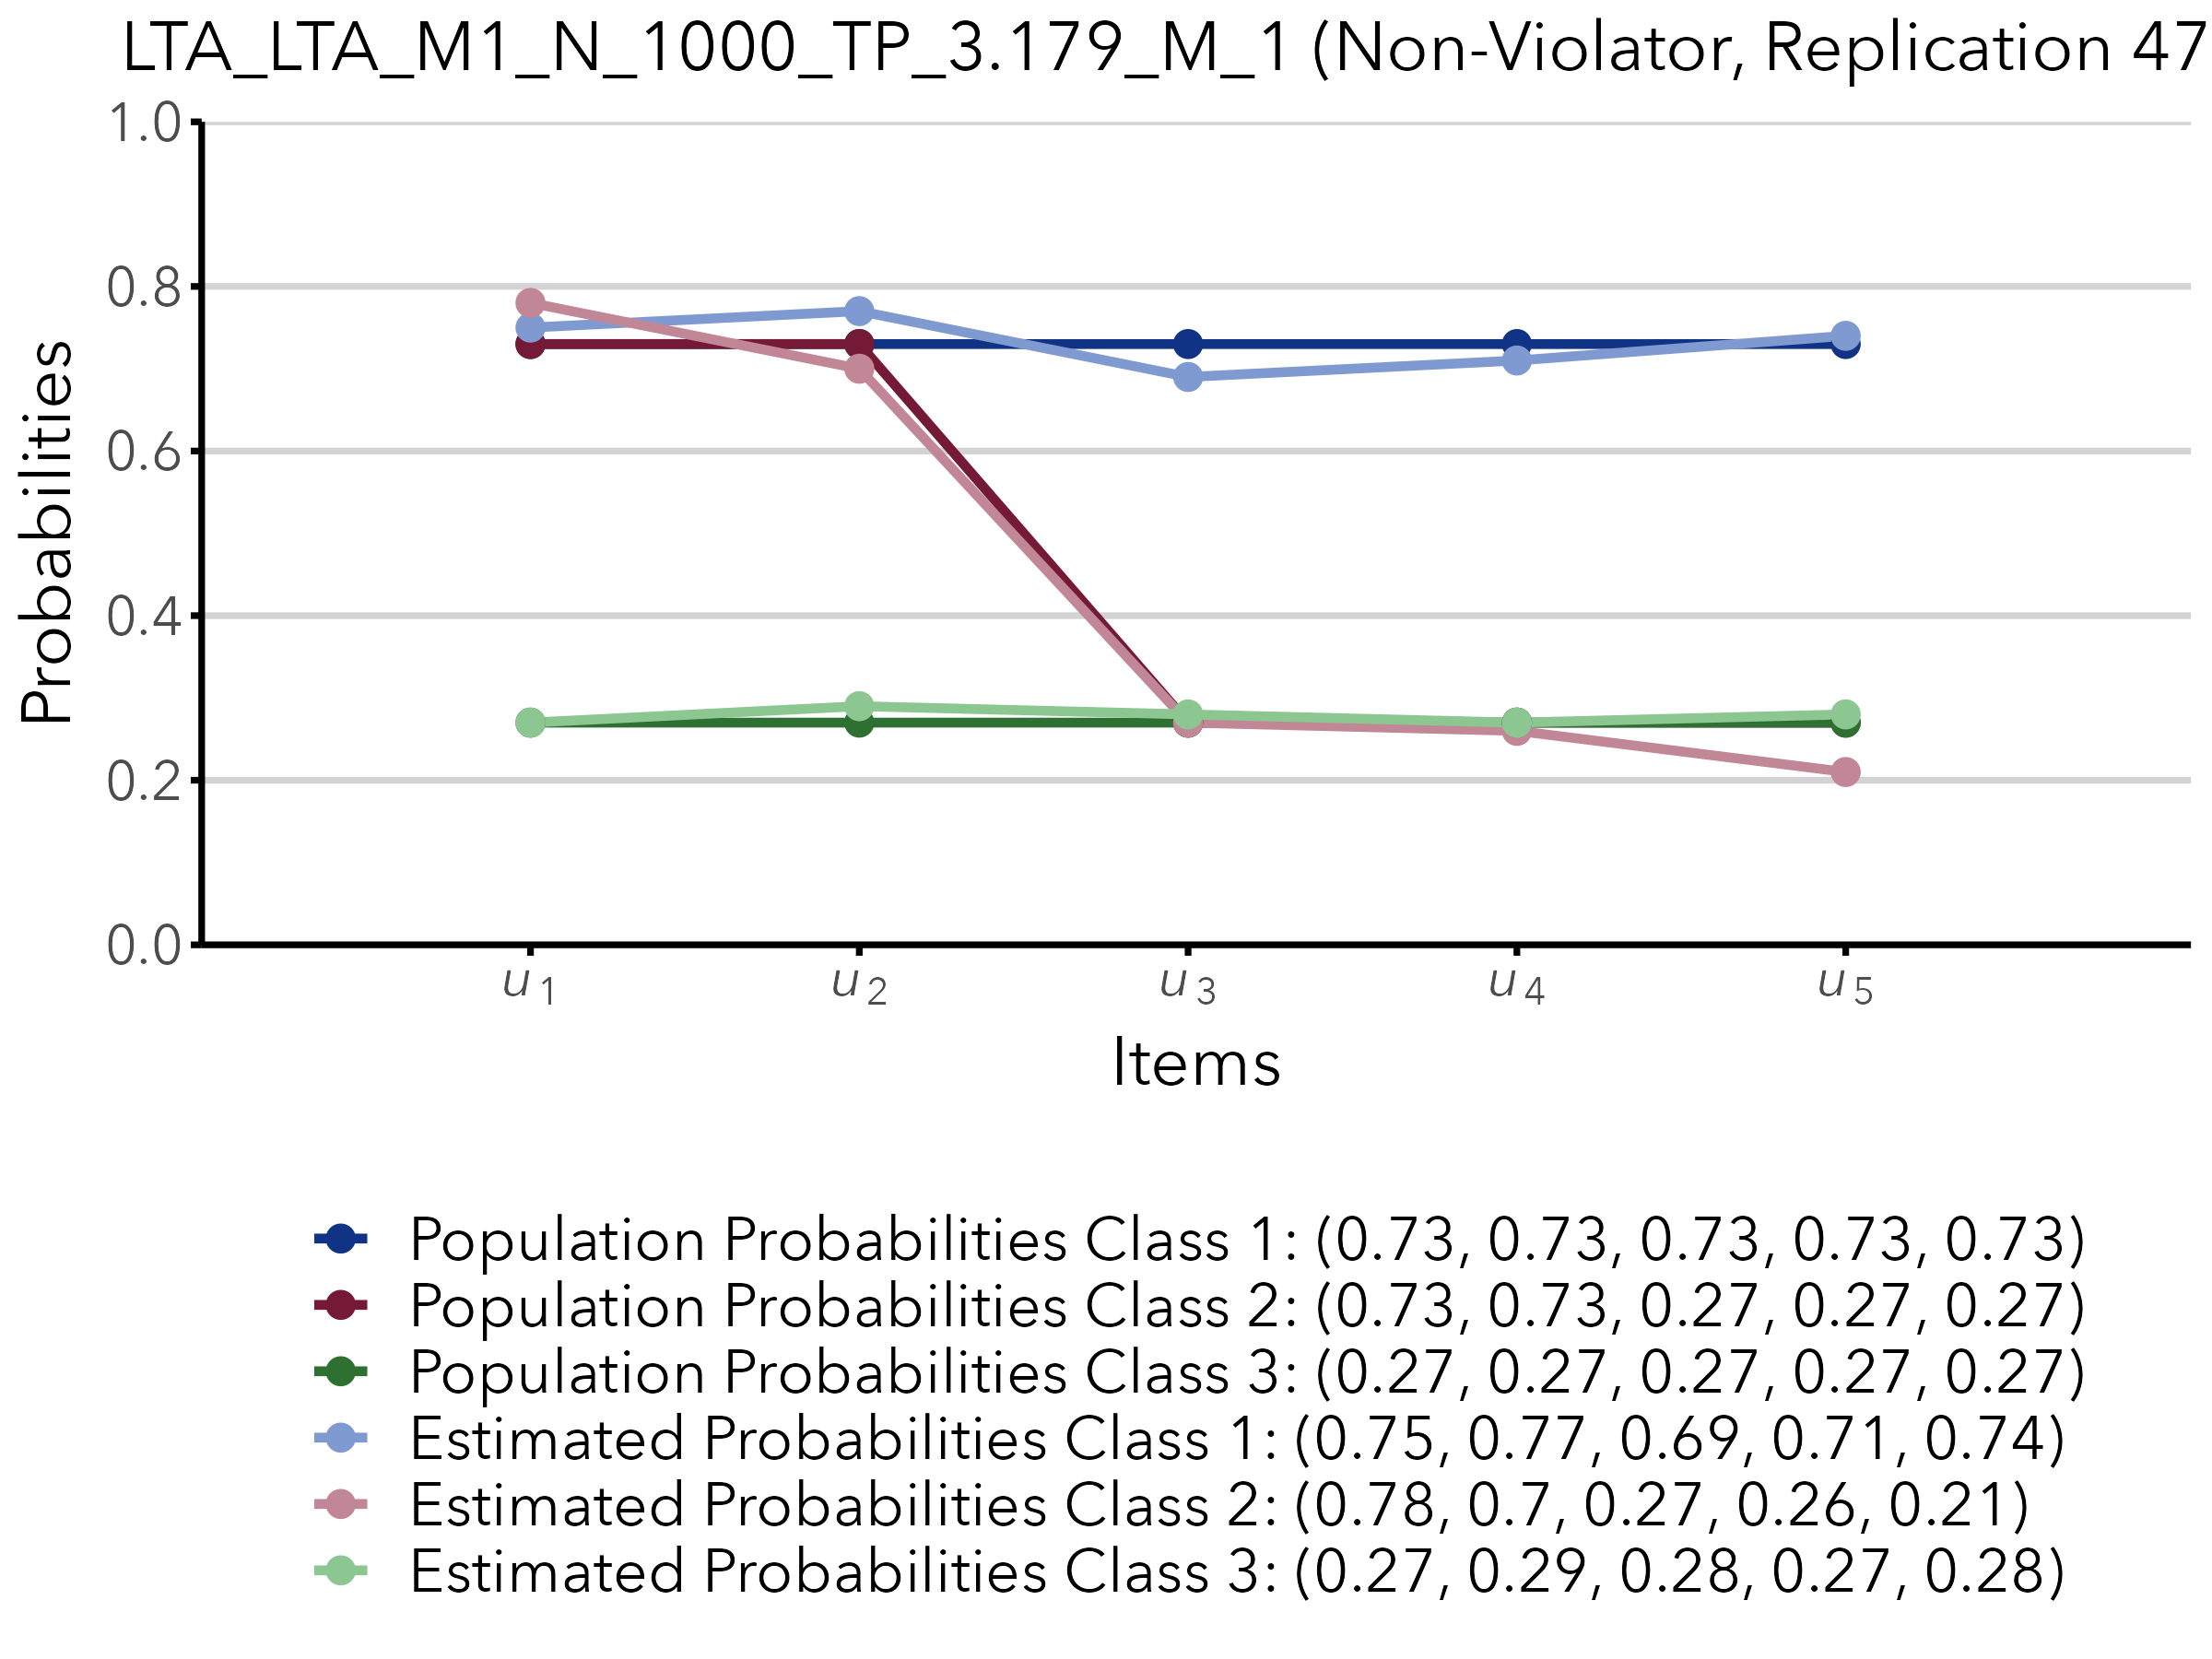 LTA_LTA_M1_N_1000_TP_3.179_M_1 (Non-Violator, Replication 47
1.0
0.8
0.6
0.4
0.2
0.0
Probabilities
u1
u2
u3
u4
u5
Items
Population Probabilities Class 1: (0.73, 0.73, 0.73, 0.73, 0.73)
Population Probabilities Class 2: (0.73, 0.73, 0.27, 0.27, 0.27)
Population Probabilities Class 3: (0.27, 0.27, 0.27, 0.27, 0.27)
Estimated Probabilities Class 1: (0.75, 0.77, 0.69, 0.71, 0.74)
Estimated Probabilities Class 2: (0.78, 0.7, 0.27, 0.26, 0.21)
Estimated Probabilities Class 3: (0.27, 0.29, 0.28, 0.27, 0.28)